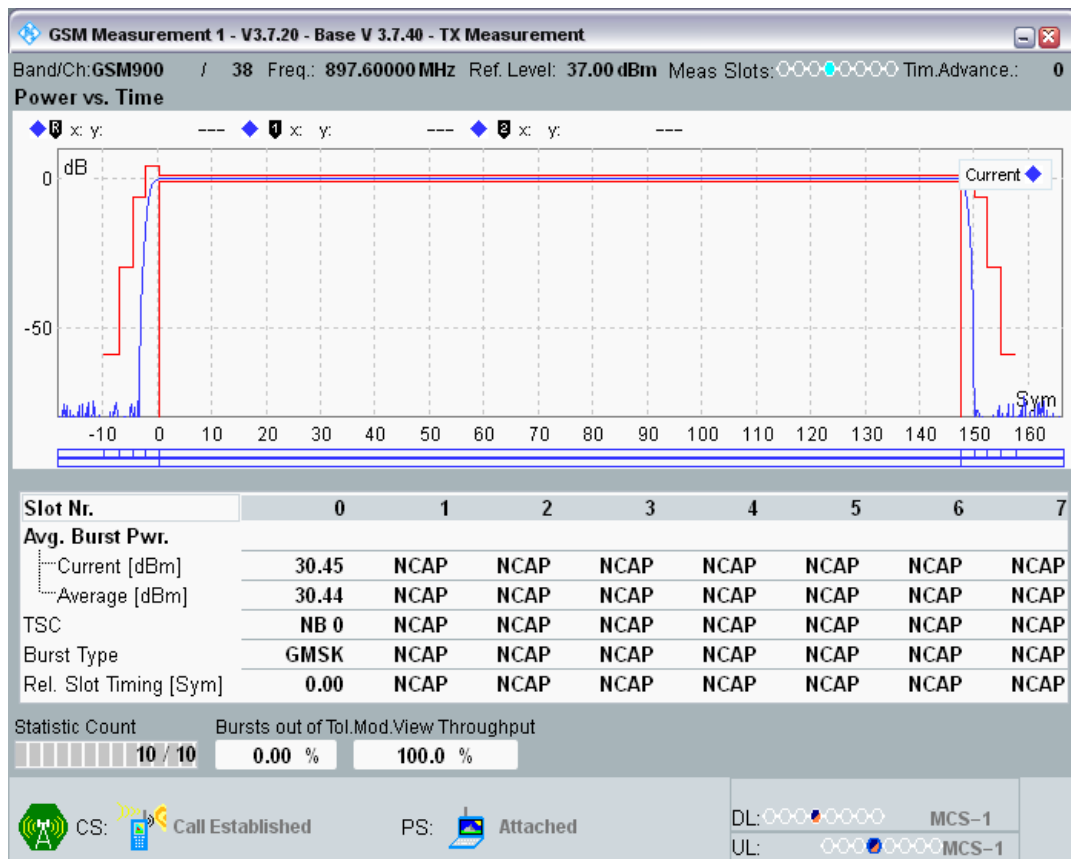 GSM Measurement 1 - V3.7.20 - Base V 3.7.40 - TX Measurement
Band/Ch:GSM900 / 38 Freq.: 897.60000 MHz Ref. Level: 37.00 dBm Meas Slots: Tim.Advance.: 0
Power vs. Time
R x: y: --- 1 x: y: --- 2 x: y: ---
dB
Current
0
-50
Sym
-10 0 10 20 30 40 50 60 70 80 90 100 110 120 130 140 150 160
Slot Nr. 0 1 2 3 4 5 6 7
Avg. Burst Pwr.
Current [dBm] 30.45 NCAP NCAP NCAP NCAP NCAP NCAP NCAP
Average [dBm] 30.44 NCAP NCAP NCAP NCAP NCAP NCAP NCAP
TSC NB 0 NCAP NCAP NCAP NCAP NCAP NCAP NCAP
Burst Type GMSK NCAP NCAP NCAP NCAP NCAP NCAP NCAP
Rel. Slot Timing [Sym] 0.00 NCAP NCAP NCAP NCAP NCAP NCAP NCAP
Statistic Count Bursts out of Tol.Mod.View Throughput
10 / 10 0.00 % 100.0 %
CS: Call Established PS: Attached
DL: MCS-1
UL: MCS-1